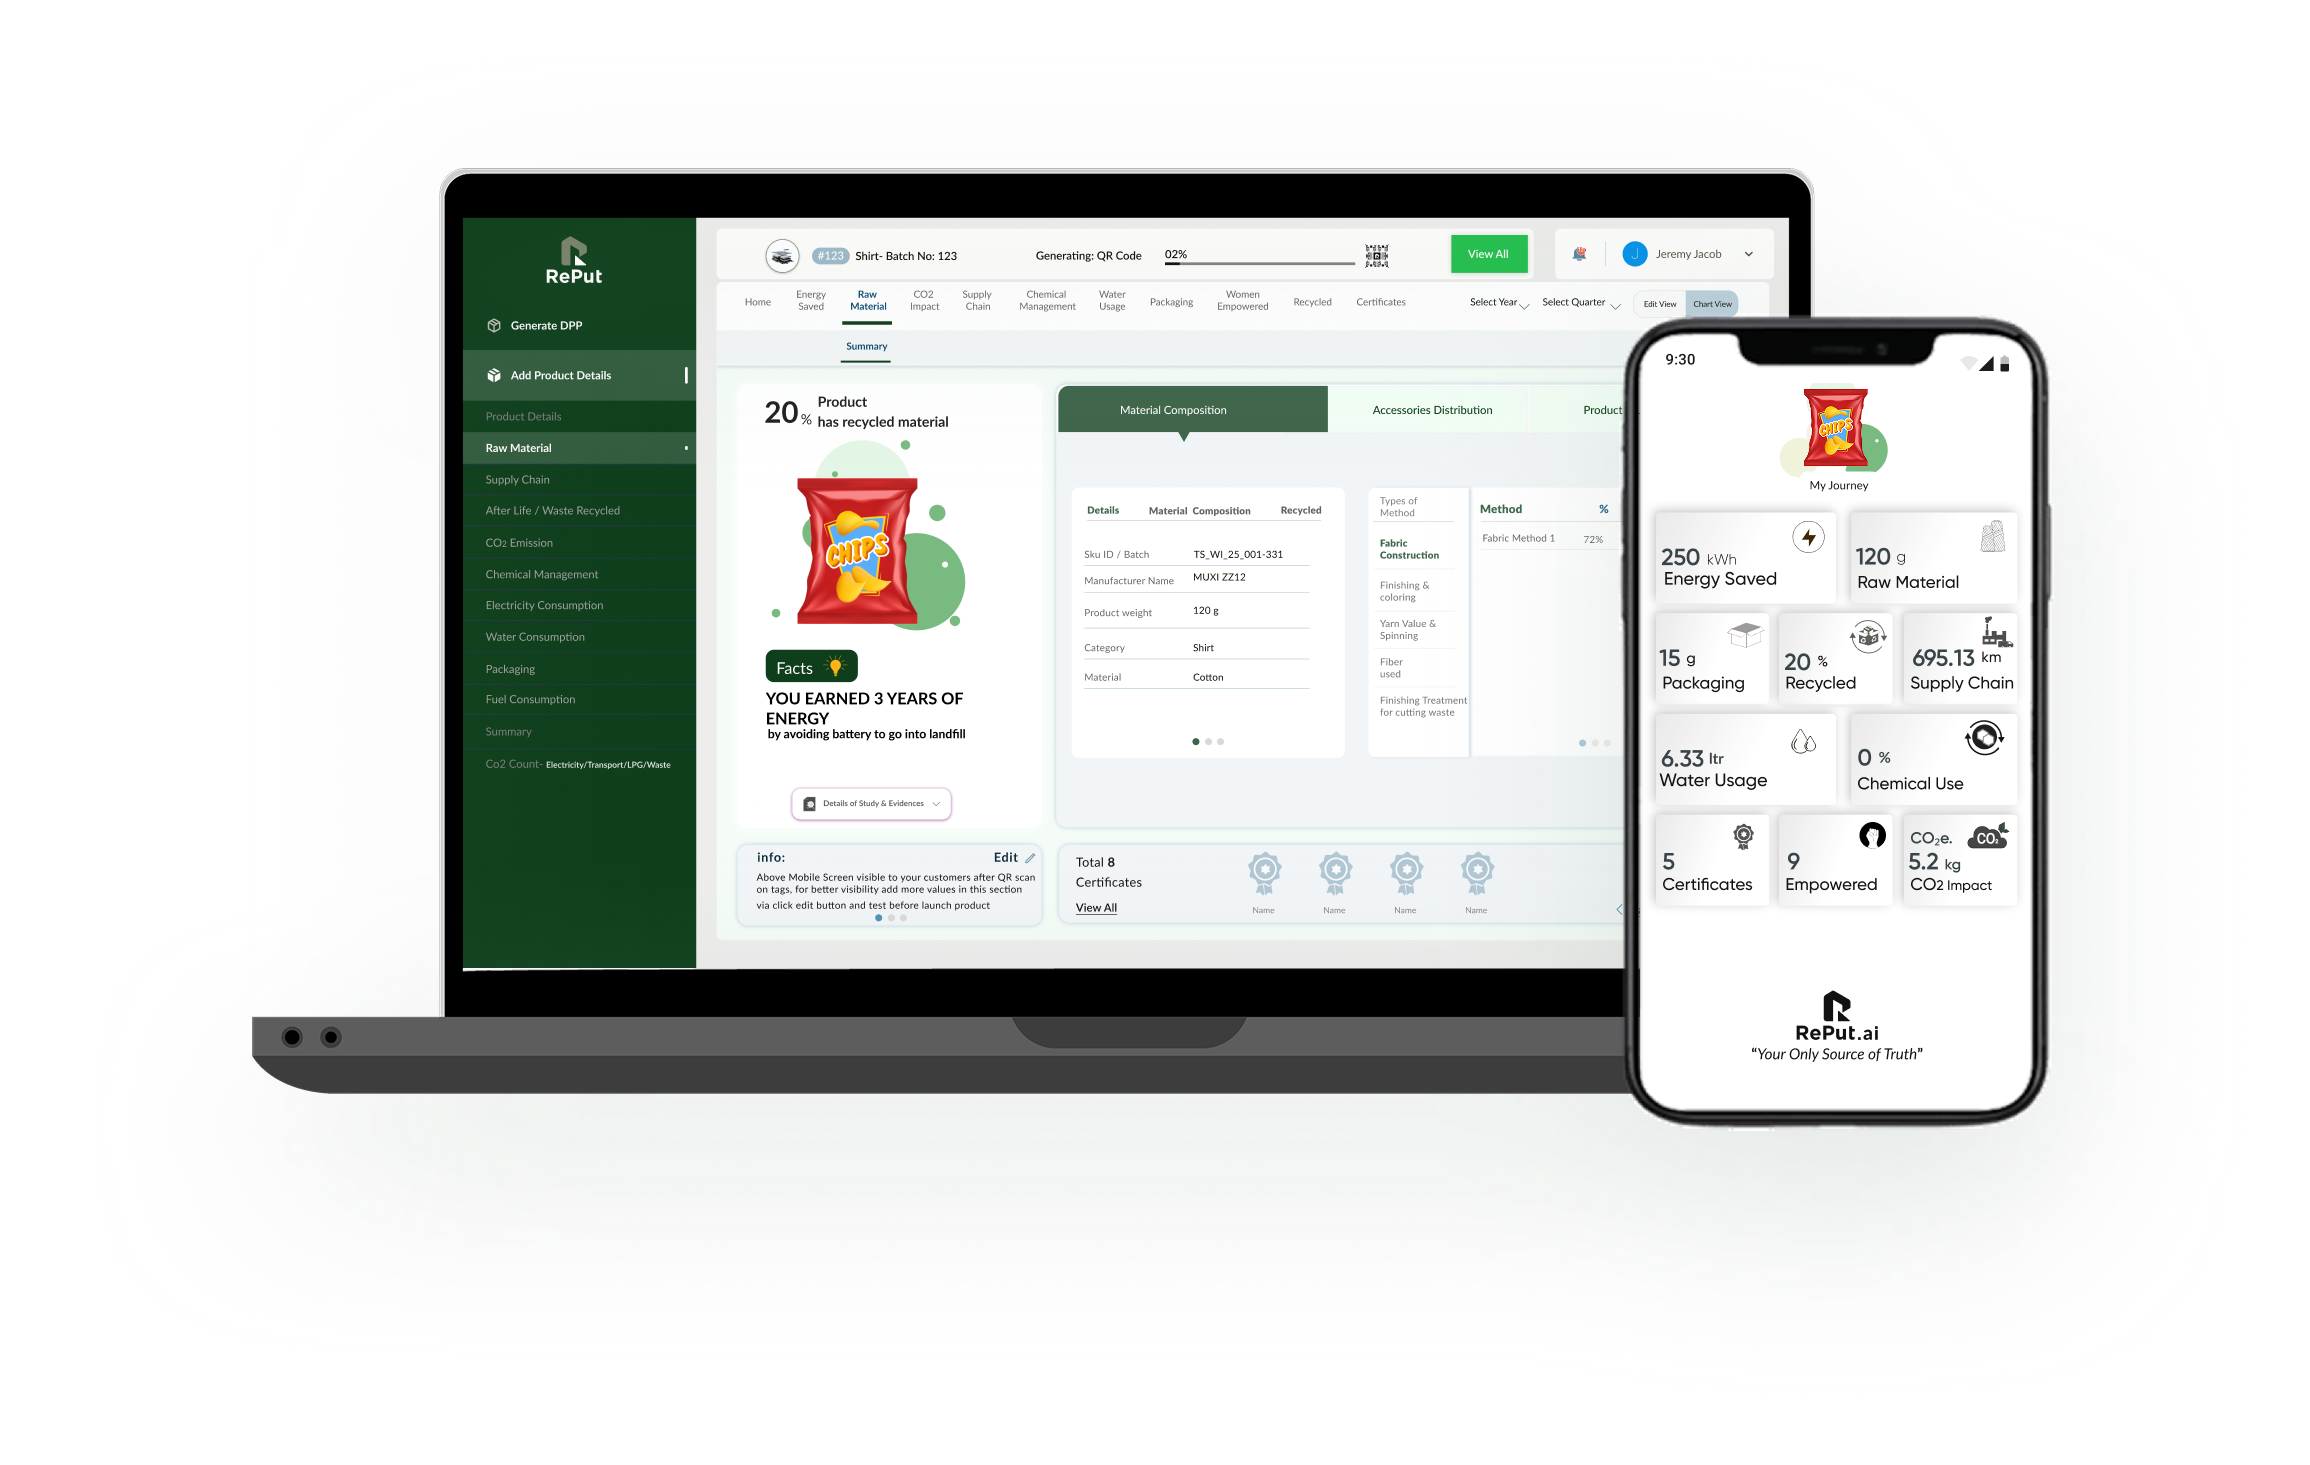 RePut
Generate DPP
Add Product Details
Product Details
Raw Material
Supply Chain
After Life / Waste Recycled
CO2 Emission
Chemical Management
Electricity Consumption
Water Consumption
Packaging
Fuel Consumption
Summary
Co2 Count- Electricity/Transport/LPG/Waste
#123 Shirt- Batch No: 123
Generating: QR Code
02%
View All
J
Jeremy Jacob
Home
Energy
Saved
Raw
Material
CO2
Impact
Supply
Chain
Chemical
Management
Water
Usage
Packaging
Women
Empowered
Recycled
Certificates
Select Year
Select Quarter
Edit View
Chart View
Summary
20 %
Product
has recycled material
CHIPS
Facts
YOU EARNED 3 YEARS OF
ENERGY
by avoiding battery to go into landfill
Details of Study & Evidences
info:
Edit
Above Mobile Screen visible to your customers after QR scan
on tags, for better visibility add more values in this section
via click edit button and test before launch product
Material Composition
Accessories Distribution
Product
Details Material Composition Recycled
Sku ID / Batch TS_WI_25_001-331
Manufacturer Name MUXI ZZ12
Product weight 120 g
Category Shirt
Material Cotton
Types of
Method
Fabric
Construction
Finishing &
coloring
Yarn Value &
Spinning
Fiber
used
Finishing Treatment
for cutting waste
Method %
Fabric Method 1 72%
Total 8
Certificates
View All
Name
Name
Name
Name
9:30
CHIPS
My Journey
250 kWh
Energy Saved
120 g
Raw Material
15 g
Packaging
20 %
Recycled
695.13 km
Supply Chain
6.33 ltr
Water Usage
0 %
Chemical Use
5
Certificates
9
Empowered
CO2e.
CO2
5.2 kg
CO2 Impact
RePut.ai
“Your Only Source of Truth”